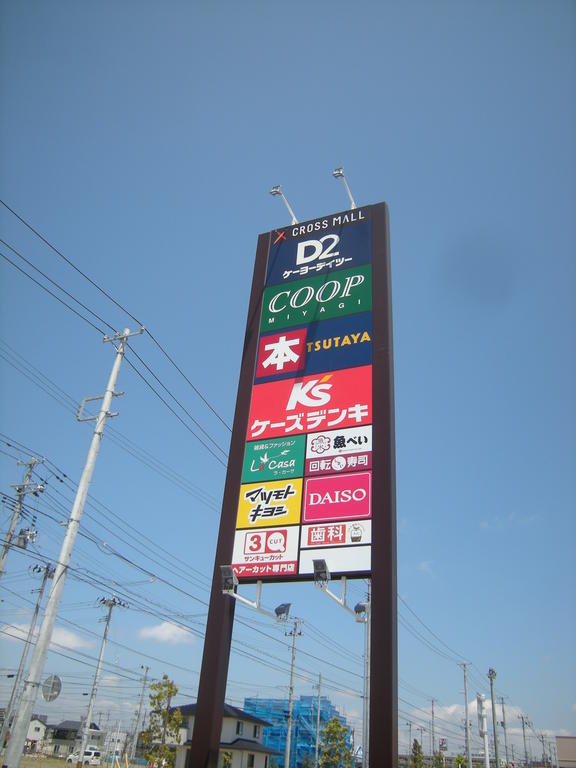 CROSS MALL
D2
ケーヨーデイツー
COOP
MIYAGI
本 TSUTAYA
K's
ケーズデンキ
雑貨&ファッション
La Casa
ラ・カーサ
魚べい
回転寿司
マツモト
キヨシ
DAISO
3 CUT
サンキューカット
ヘアーカット専門店
歯科